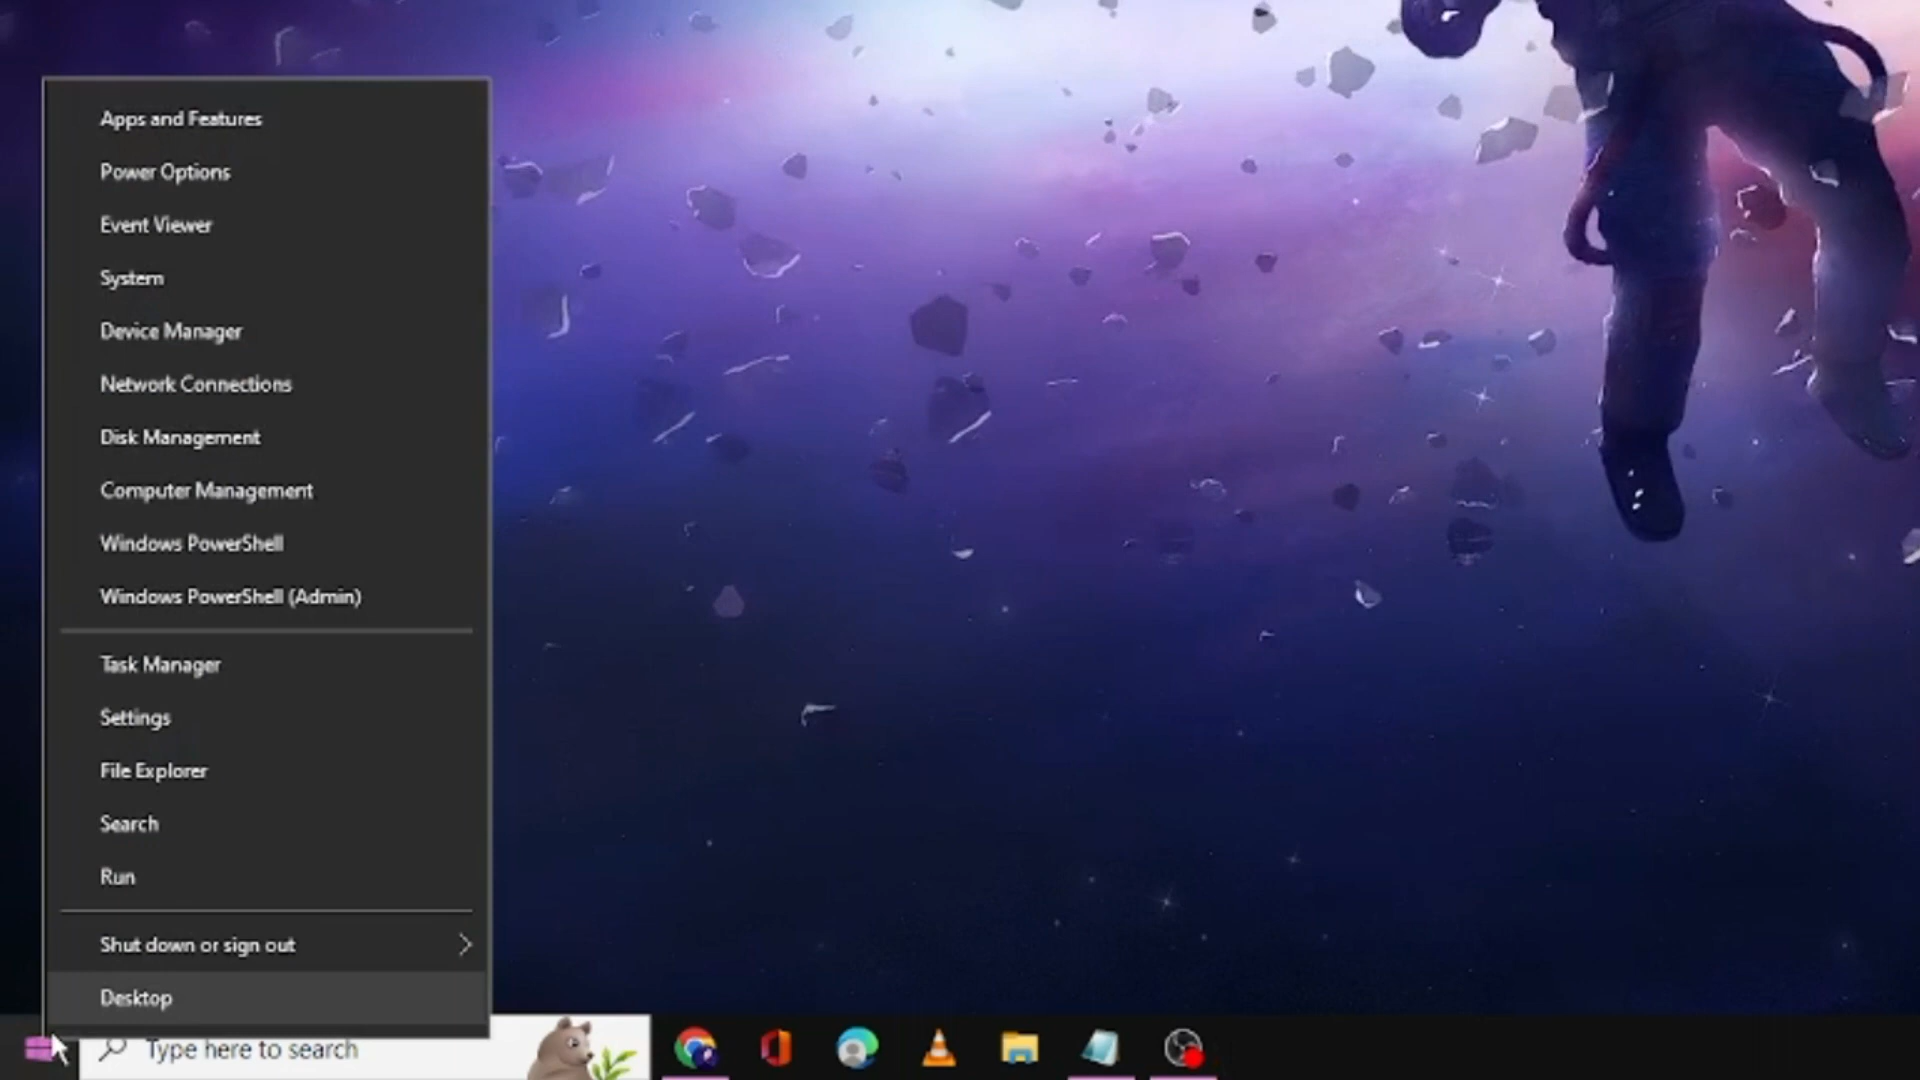 Apps and Features
Power Options
Event Viewer
System
Device Manager
Network Connections
Disk Management
Computer Management
Windows PowerShell
Windows PowerShell (Admin)
Task Manager
Settings
File Explorer
Search
Run
Shut down or sign out
Desktop
Type here to search